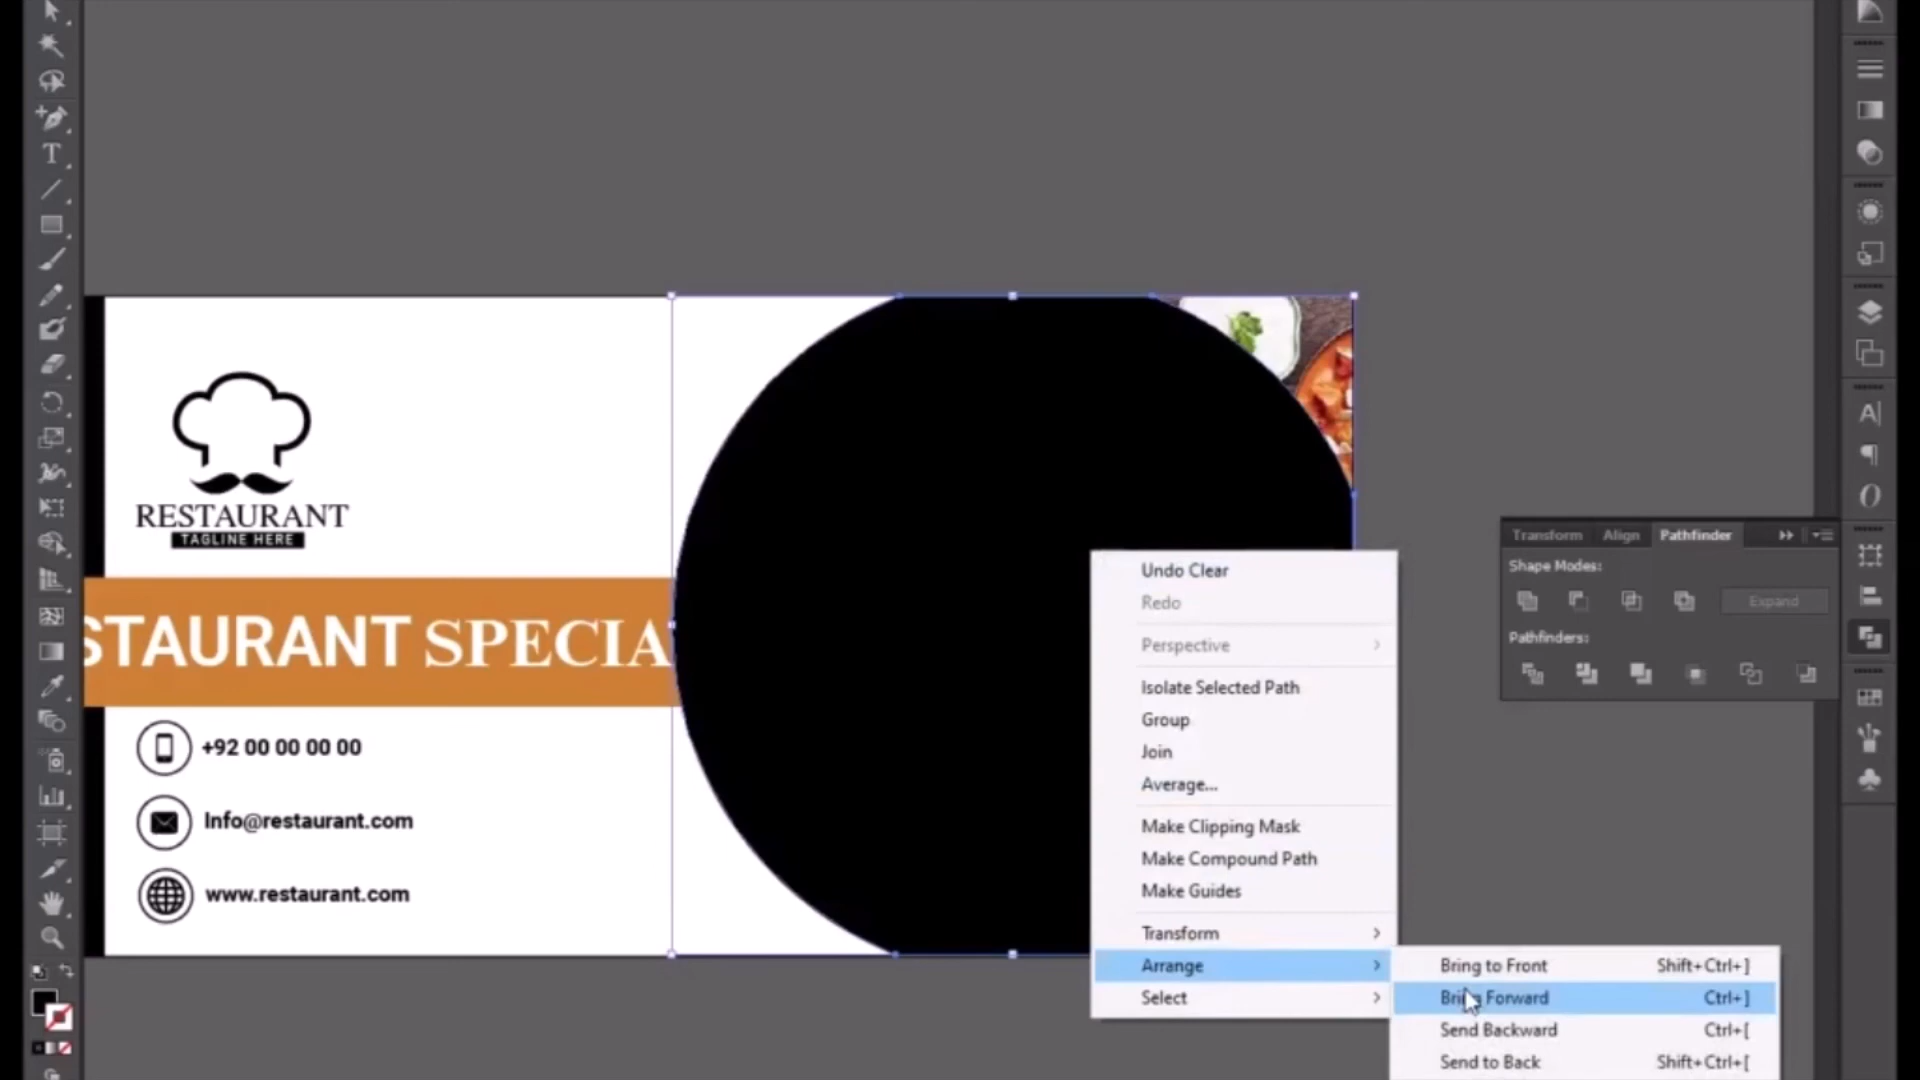 RESTAURANT
TAGLINE HERE
STAURANT SPECIA
+92 00 00 00 00
Info@restaurant.com
www.restaurant.com
Undo Clear
Redo
Perspective
Isolate Selected Path
Group
Join
Average...
Make Clipping Mask
Make Compound Path
Make Guides
Transform
Arrange
Select
Bring to Front Shift+Ctrl+]
Bring Forward Ctrl+]
Send Backward Ctrl+[
Send to Back Shift+Ctrl+[
Transform Align Pathfinder
Shape Modes:
Expand
Pathfinders: